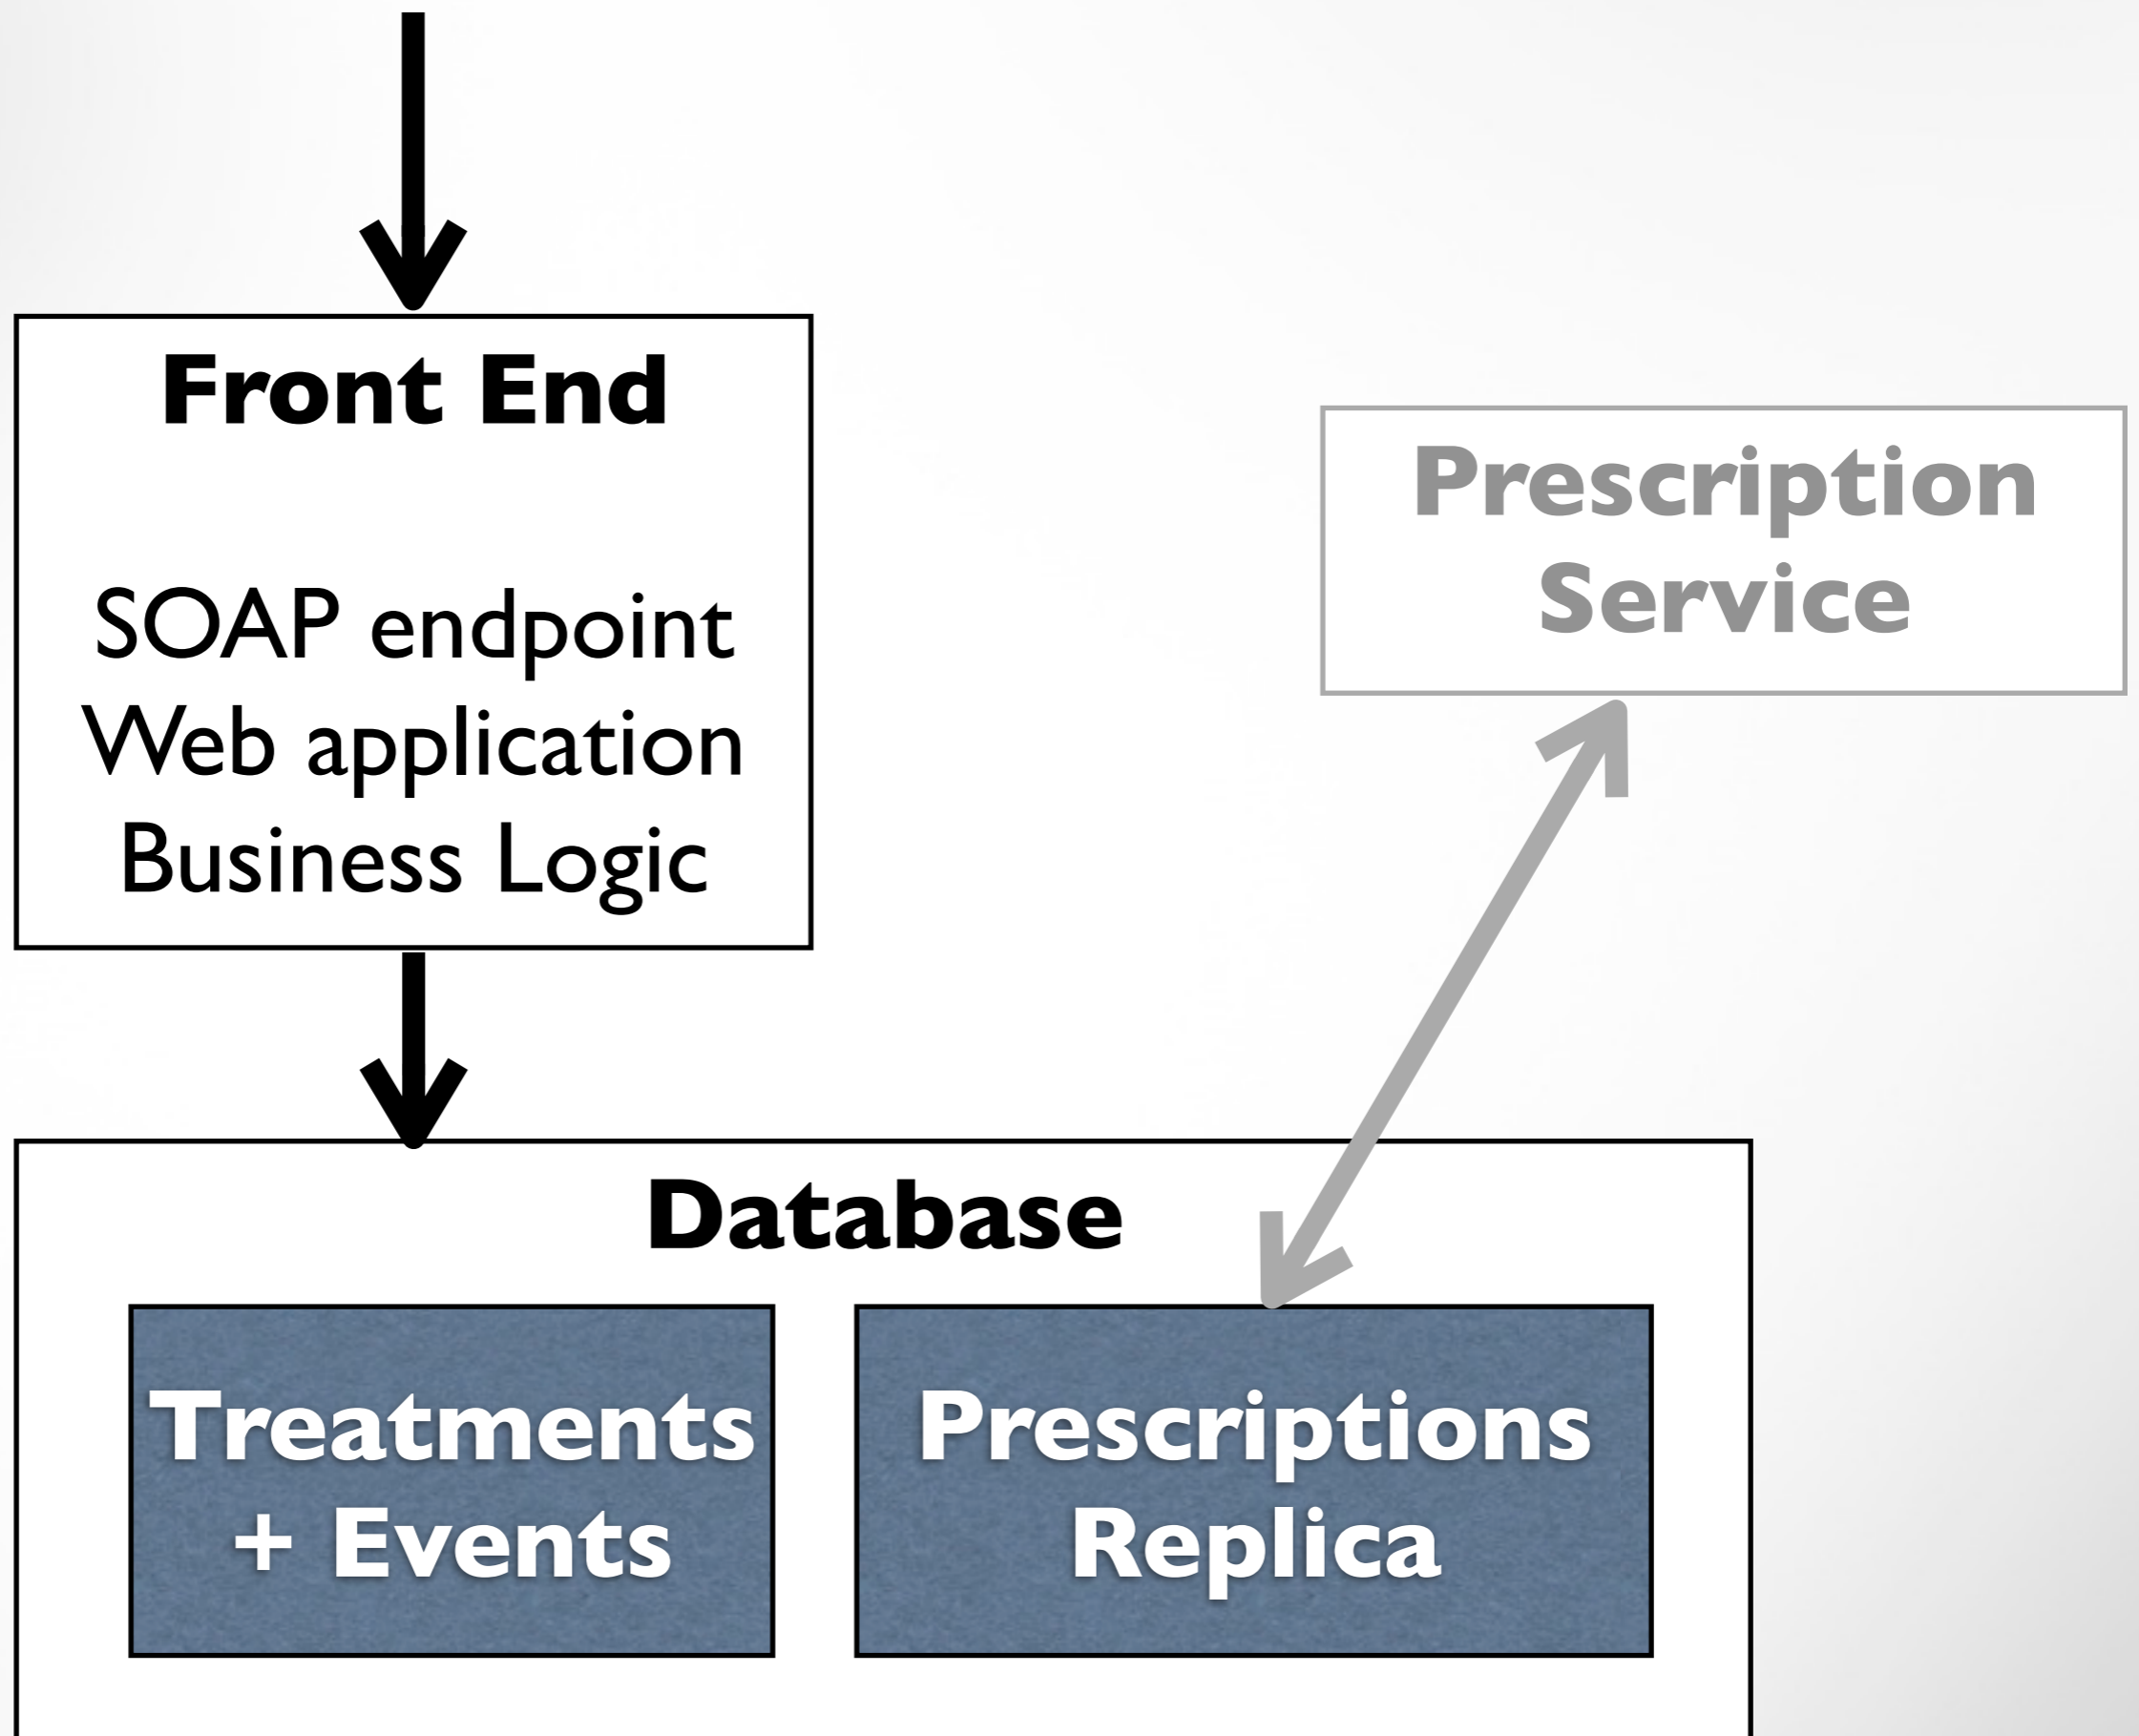 Front End
SOAP endpoint
Web application
Business Logic
Prescription
Service
Database
Treatments
+ Events
Prescriptions
Replica